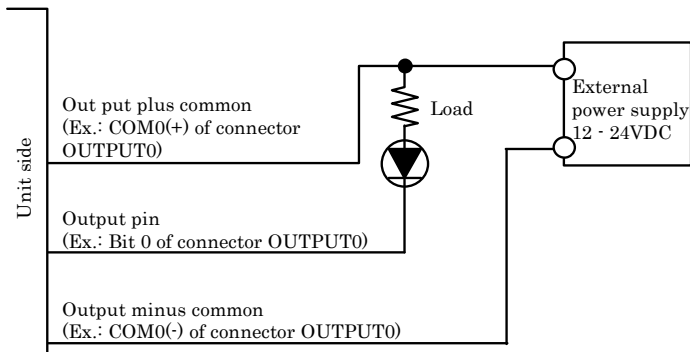 Out put plus common
(Ex.: COM0(+) of connector
OUTPUT0)
Load
External
power supply
12 - 24VDC
Unit side
Output pin
(Ex.: Bit 0 of connector OUTPUT0)
Output minus common
(Ex.: COM0(-) of connector OUTPUT0)